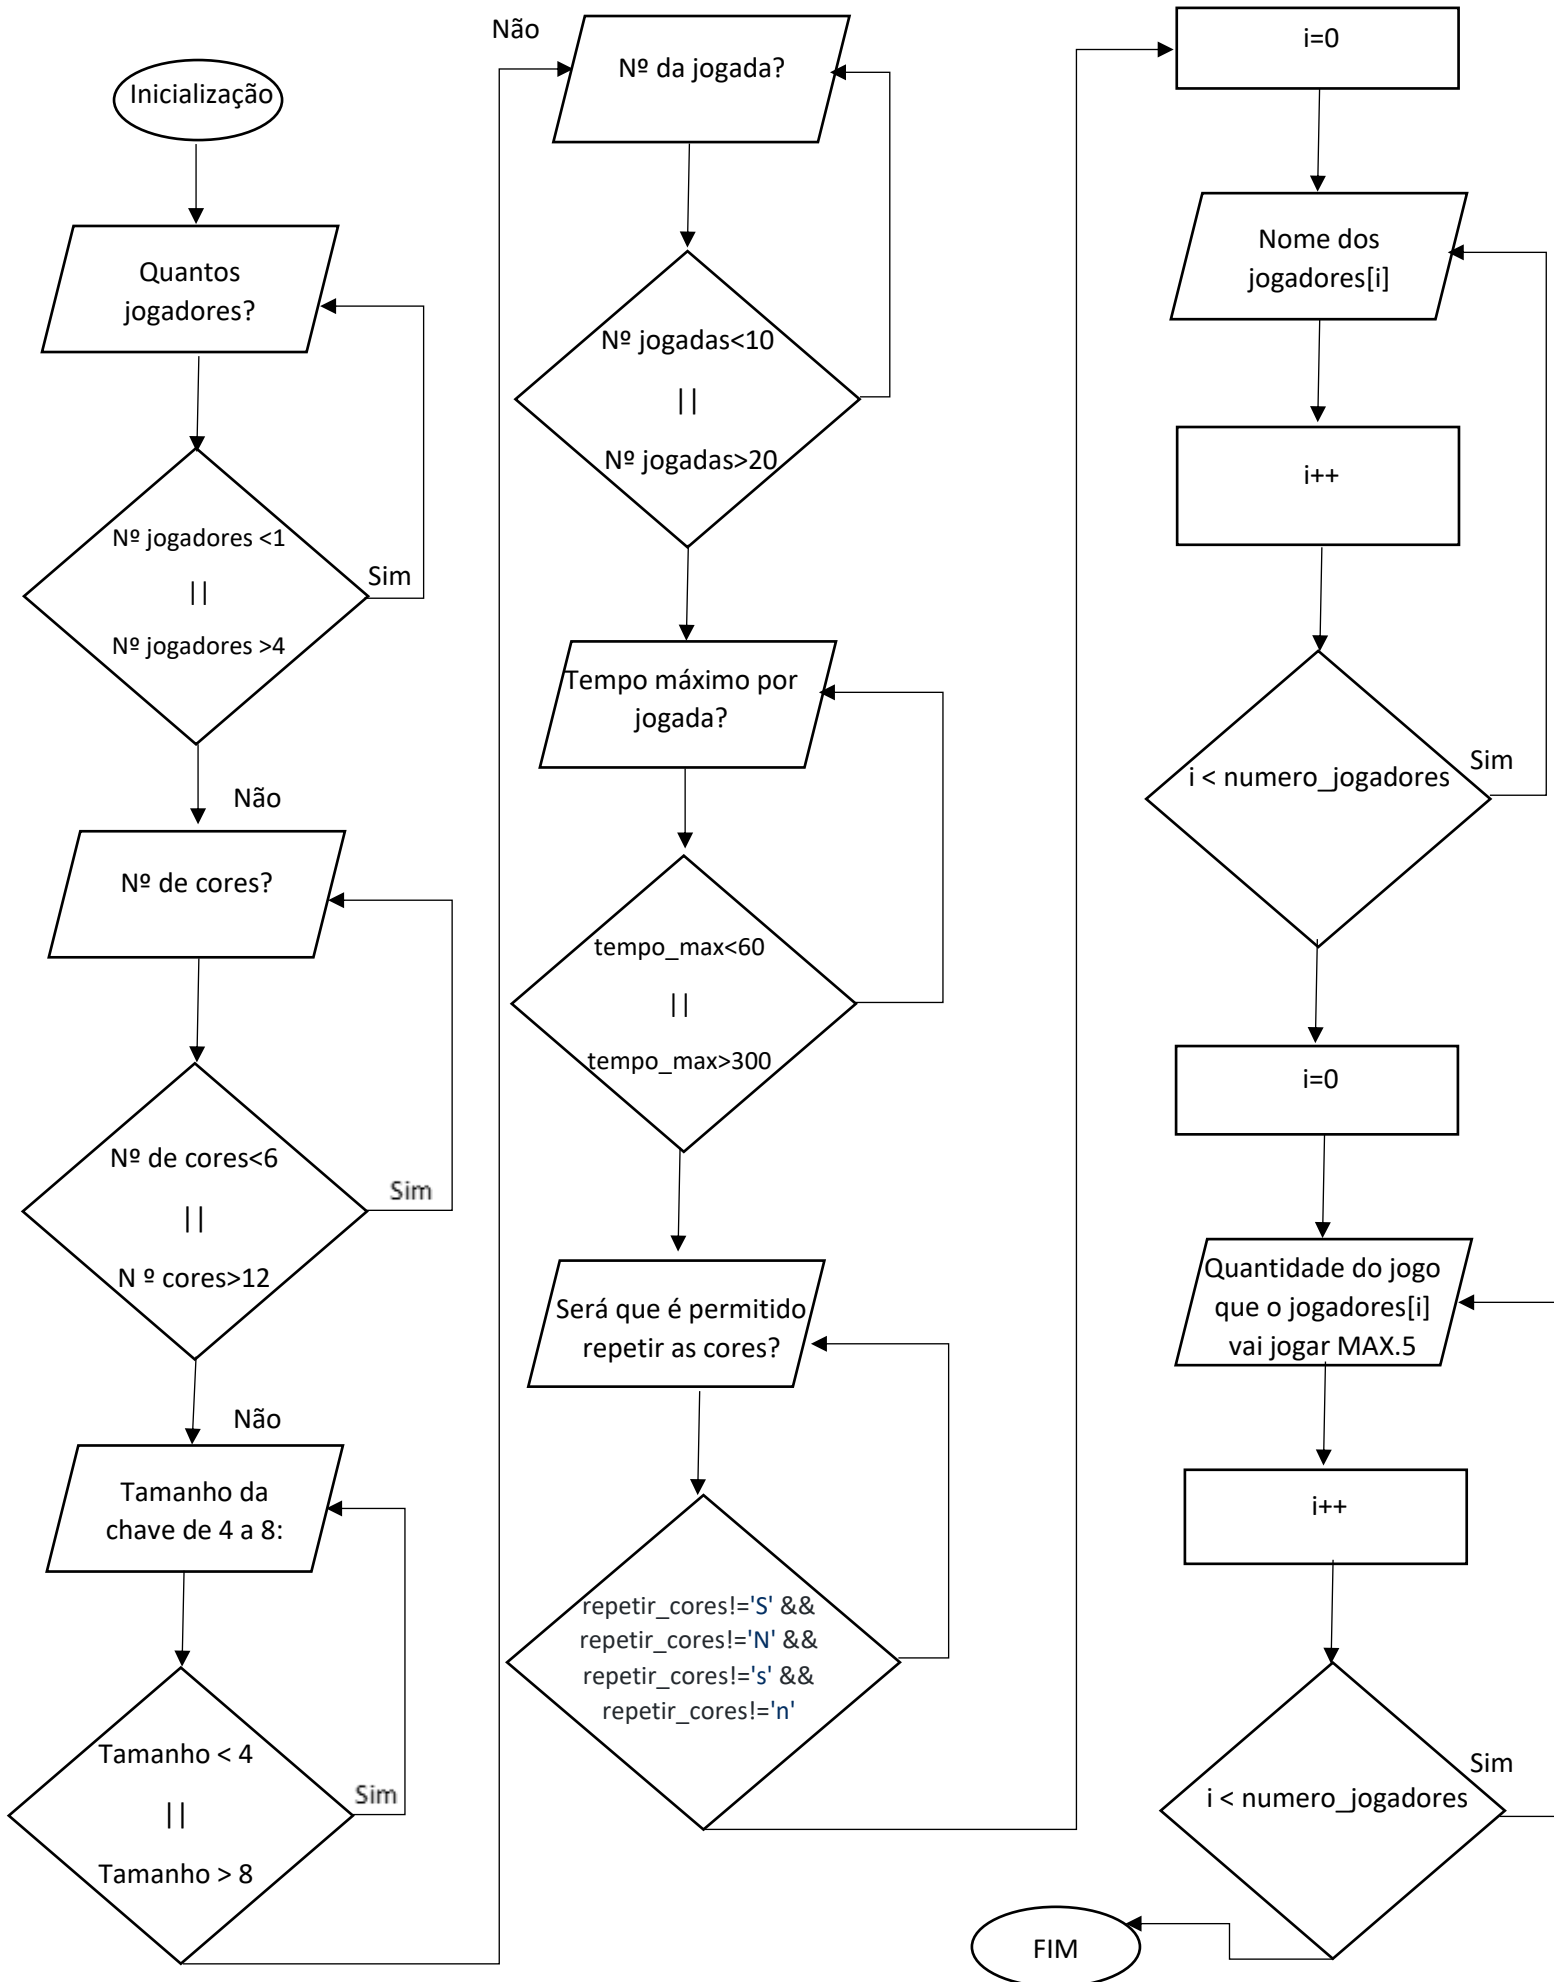 Inicialização
Quantos
jogadores?
Nº jogadores <1
||
Nº jogadores >4
Sim
Não
Nº de cores?
Nº de cores<6
||
N º cores>12
Sim
Não
Tamanho da
chave de 4 a 8:
Tamanho < 4
||
Tamanho > 8
Sim
Não
Nº da jogada?
Nº jogadas<10
||
Nº jogadas>20
Tempo máximo por
jogada?
tempo_max<60
||
tempo_max>300
Será que é permitido
repetir as cores?
repetir_cores!='S' &&
repetir_cores!='N' &&
repetir_cores!='s' &&
repetir_cores!='n'
i=0
Nome dos
jogadores[i]
i++
i < numero_jogadores
Sim
i=0
Quantidade do jogo
que o jogadores[i]
vai jogar MAX.5
i++
i < numero_jogadores
Sim
FIM